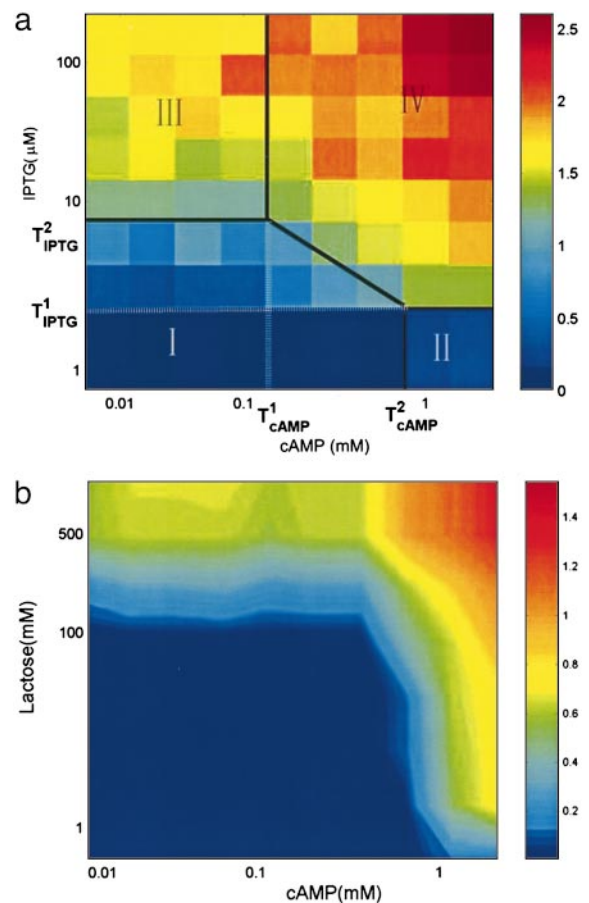 a
100
10
1
IPTG( μM)
T²IPTG
T¹IPTG
III
IV
I
II
0.01
0.1
1
T¹cAMP
T²cAMP
cAMP (mM)
2.5
2
1.5
1
0.5
0
b
500
100
1
Lactose(mM)
0.01
0.1
1
cAMP(mM)
1.4
1.2
1
0.8
0.6
0.4
0.2